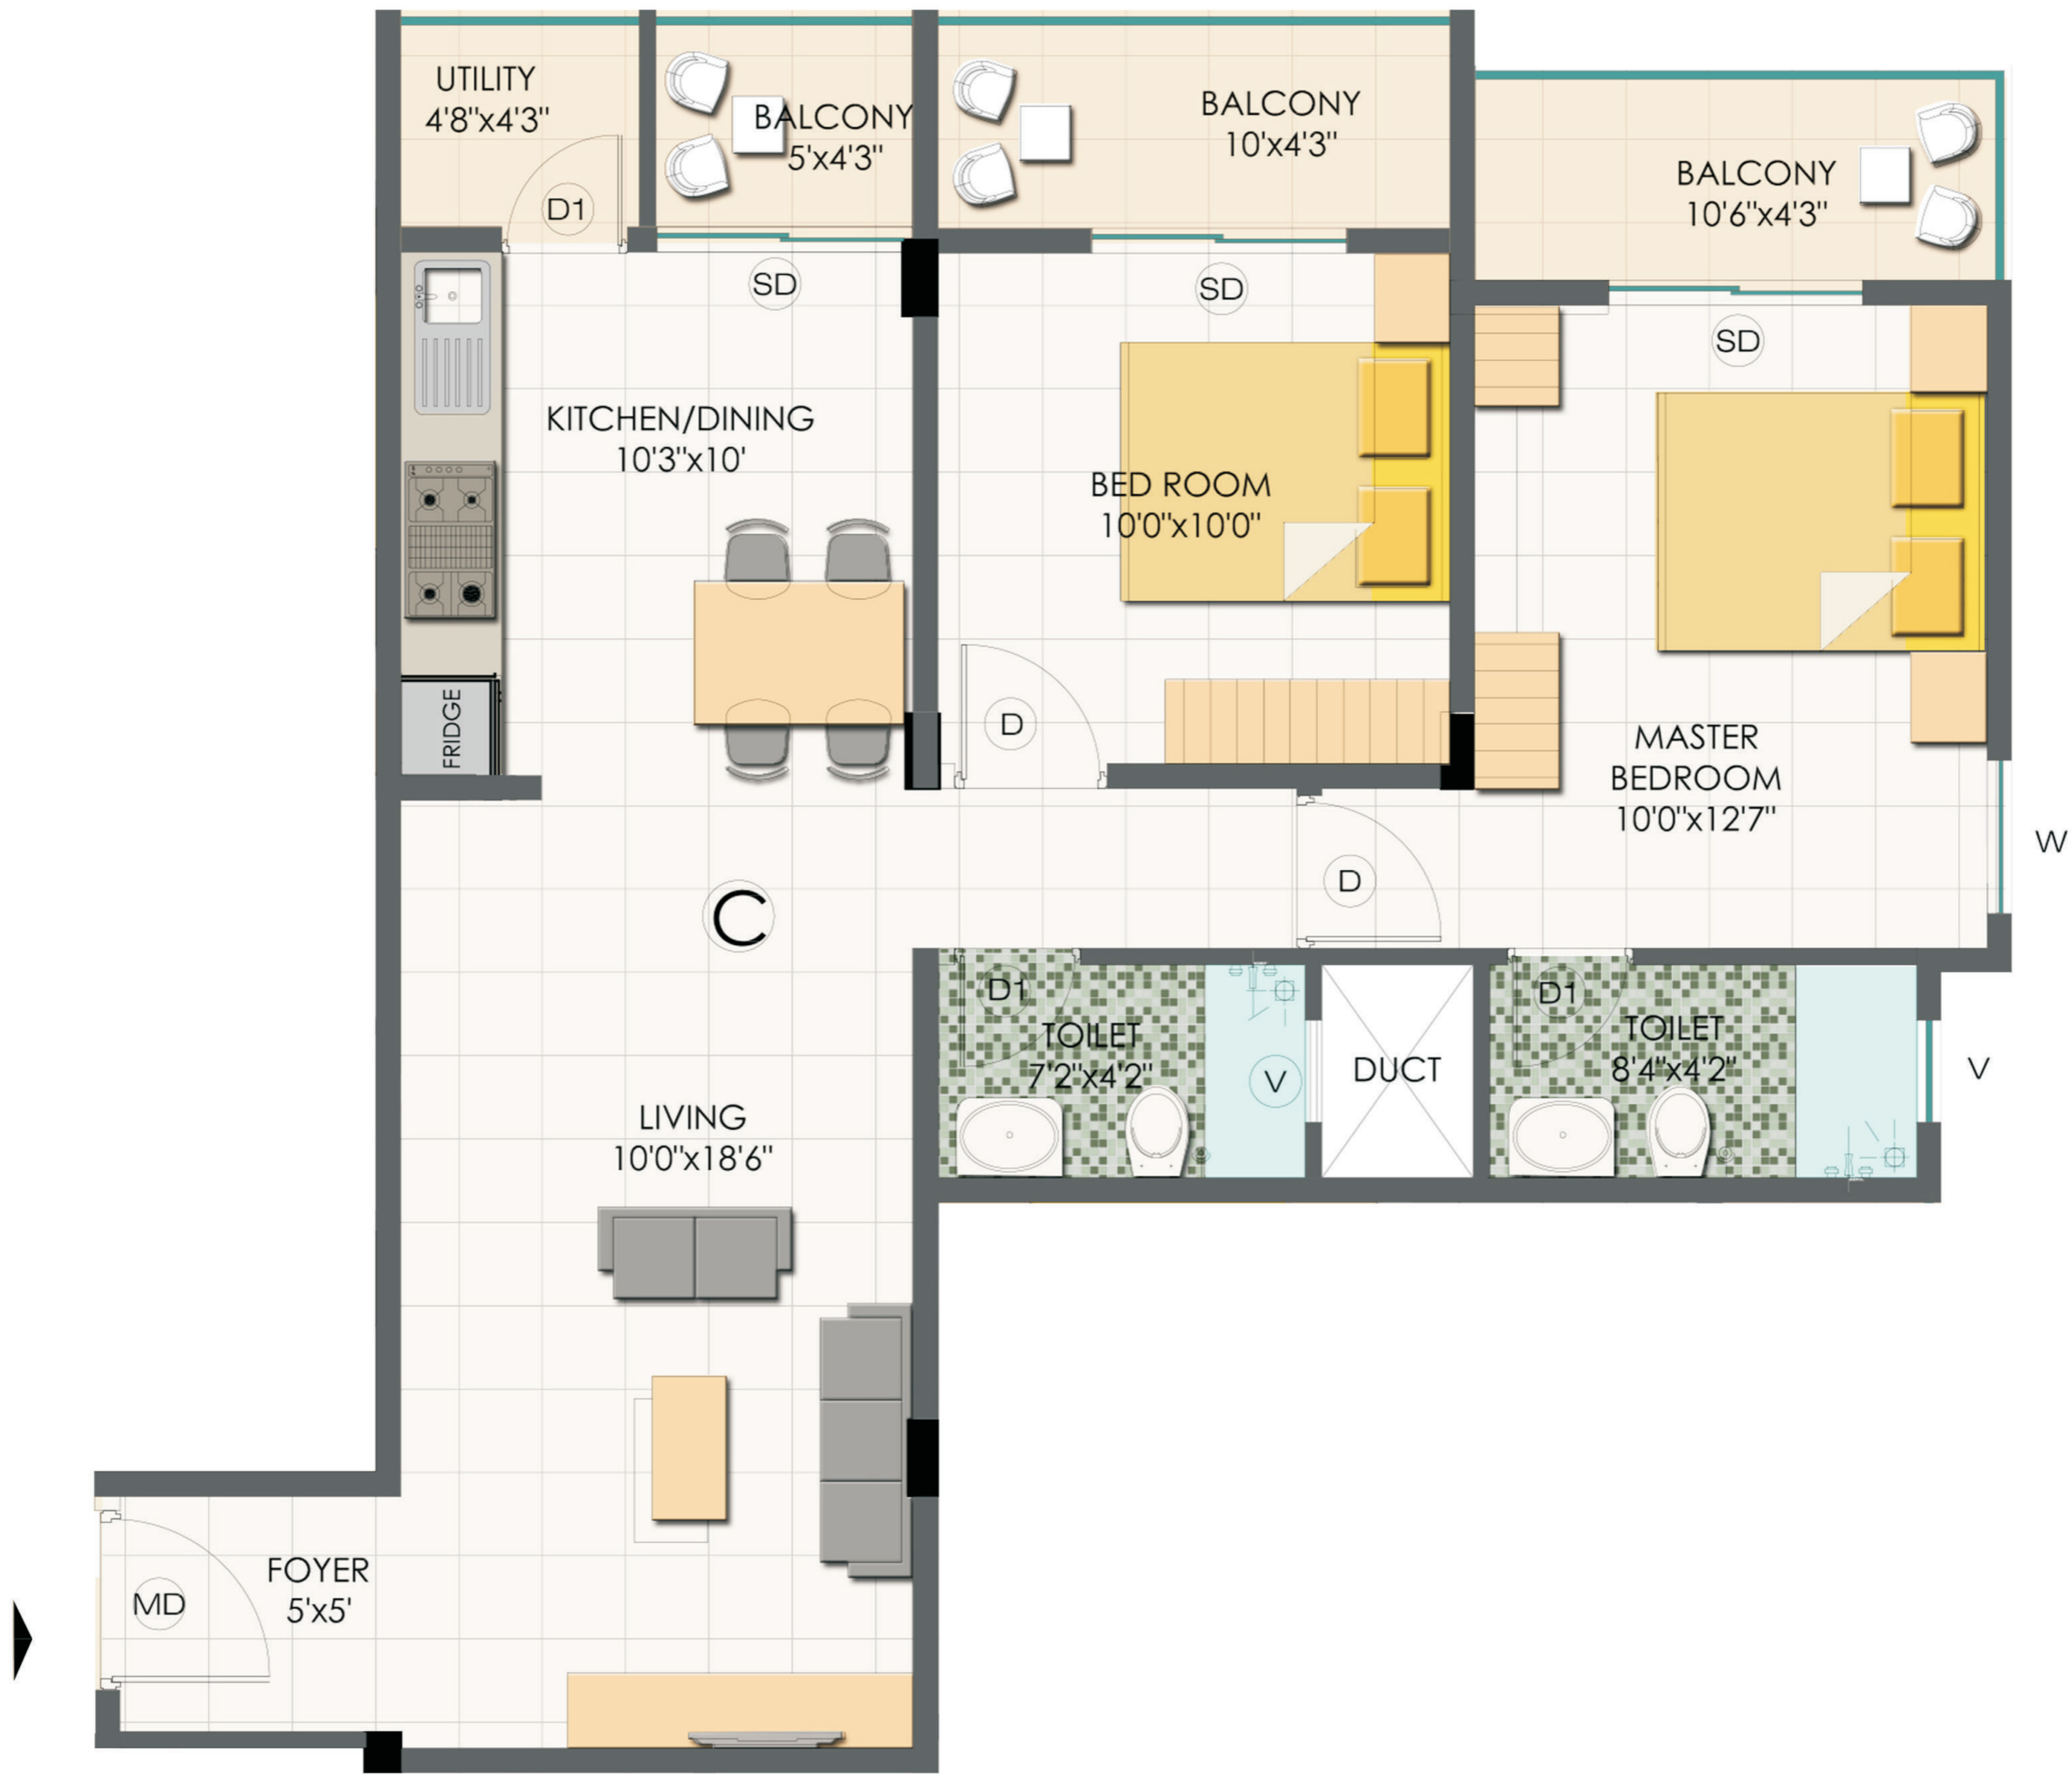 UTILITY
4'8"x4'3"
BALCONY
5'x4'3"
BALCONY
10'x4'3"
BALCONY
10'6"x4'3"
D1
SD
SD
SD
KITCHEN/DINING
10'3"x10'
BED ROOM
10'0"x10'0"
FRIDGE
D
MASTER
BEDROOM
10'0"x12'7"
W
D
C
D1
TOILET
7'2"x4'2"
V
DUCT
D1
TOILET
8'4"x4'2"
V
LIVING
10'0"x18'6"
FOYER
5'x5'
MD